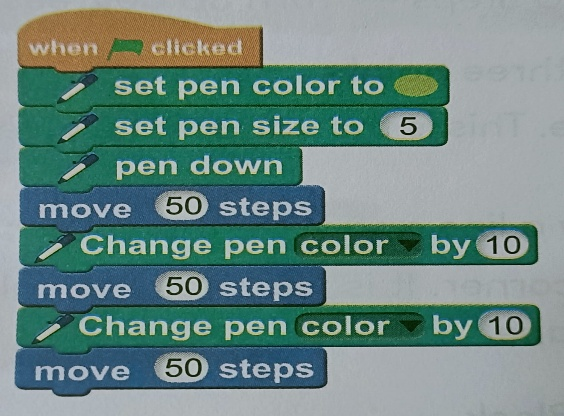 when clicked
set pen color to
set pen size to 5
pen down
move 50 steps
Change pen color by 10
move 50 steps
Change pen color by 10
move 50 steps